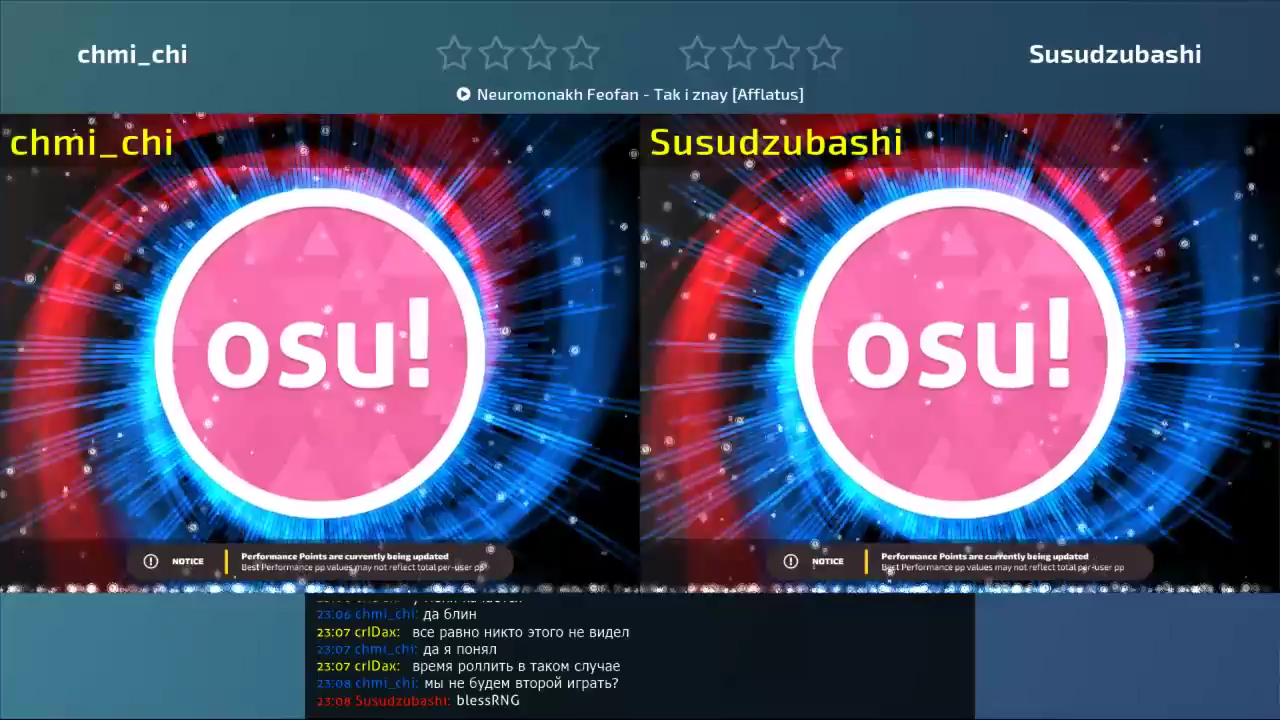 chmi_chi
Susudzubashi
Neuromonakh Feofan - Tak i znay [Afflatus]
chmi_chi
Susudzubashi
osu!
osu!
NOTICE
Performance Points are currently being updated
Best Performance pp values may not reflect total per-user pp
NOTICE
Performance Points are currently being updated
Best Performance pp values may not reflect total per-user pp
23:06 chmi_chi: да блин
23:07 crIDax: все равно никто этого не видел
23:07 chmi_chi: да я понял
23:07 crIDax: время роллить в таком случае
23:08 chmi_chi: мы не будем второй играть?
23:08 Susudzubashi: blessRNG